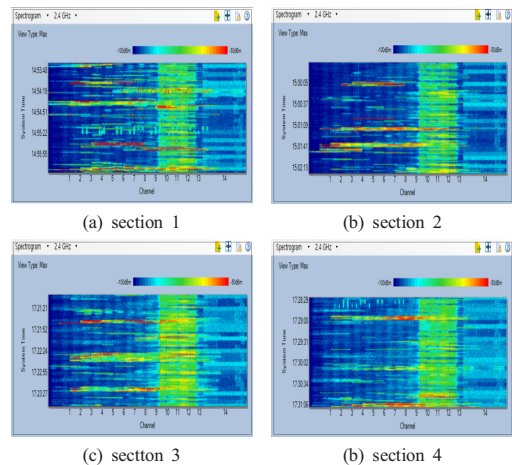 Spectrogram 2.4 GHz
View Type: Max
-100dBm -50dBm
System Time
14:53:48
14:54:19
14:54:51
14:55:22
14:55:55
1 2 3 4 5 6 7 8 9 10 11 12 13 14
Channel
(a) section 1
Spectrogram 2.4 GHz
View Type: Max
-100dBm -50dBm
System Time
15:00:05
15:00:37
15:01:09
15:01:41
15:02:13
1 2 3 4 5 6 7 8 9 10 11 12 13 14
Channel
(b) section 2
Spectrogram 2.4 GHz
View Type: Max
-100dBm -50dBm
System Time
17:21:21
17:21:52
17:22:24
17:22:55
17:23:27
1 2 3 4 5 6 7 8 9 10 11 12 13 14
Channel
(c) sectton 3
Spectrogram 2.4 GHz
View Type: Max
-100dBm -50dBm
System Time
17:28:28
17:29:01
17:29:31
17:30:02
17:30:34
17:31:06
1 2 3 4 5 6 7 8 9 10 11 12 13 14
Channel
(b) section 4